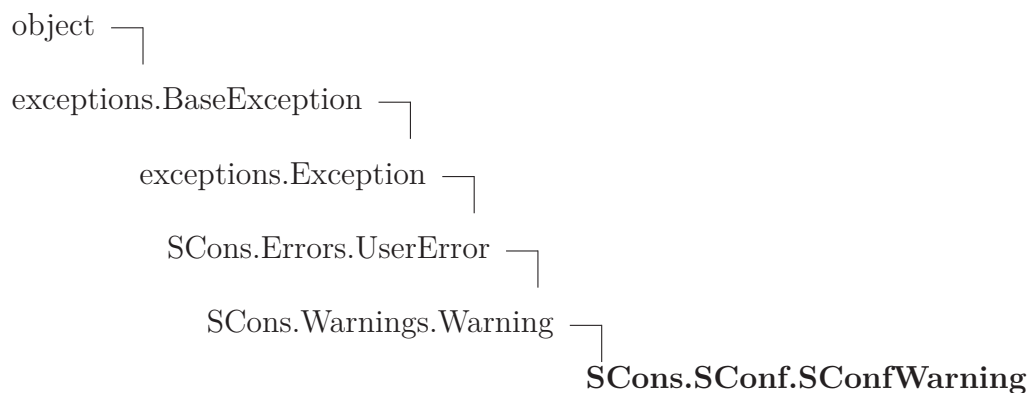 object
exceptions.BaseException
exceptions.Exception
SCons.Errors.UserError
SCons.Warnings.Warning
SCons.SConf.SConfWarning